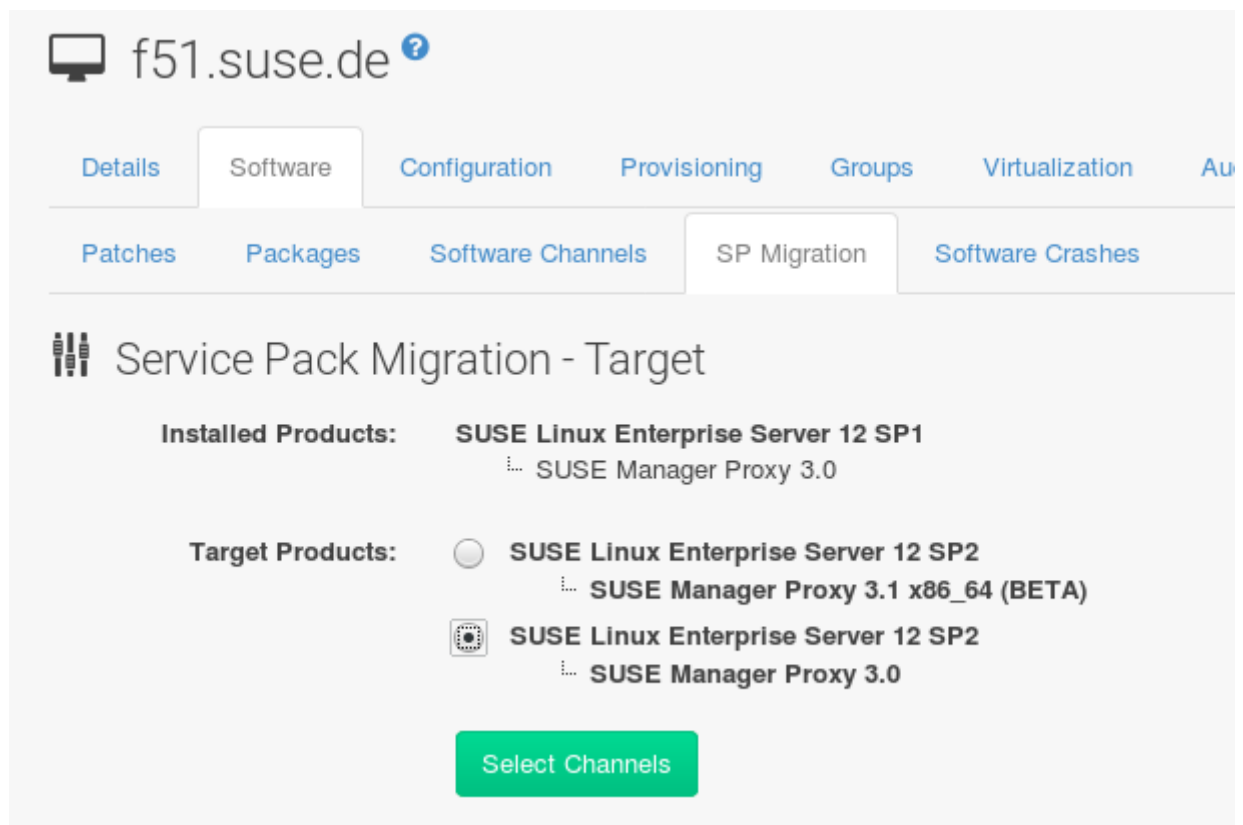 f51.suse.de ?
Details Software Configuration Provisioning Groups Virtualization Au
Patches Packages Software Channels SP Migration Software Crashes
Service Pack Migration - Target
Installed Products: SUSE Linux Enterprise Server 12 SP1
SUSE Manager Proxy 3.0
Target Products: SUSE Linux Enterprise Server 12 SP2
SUSE Manager Proxy 3.1 x86_64 (BETA)
SUSE Linux Enterprise Server 12 SP2
SUSE Manager Proxy 3.0
Select Channels